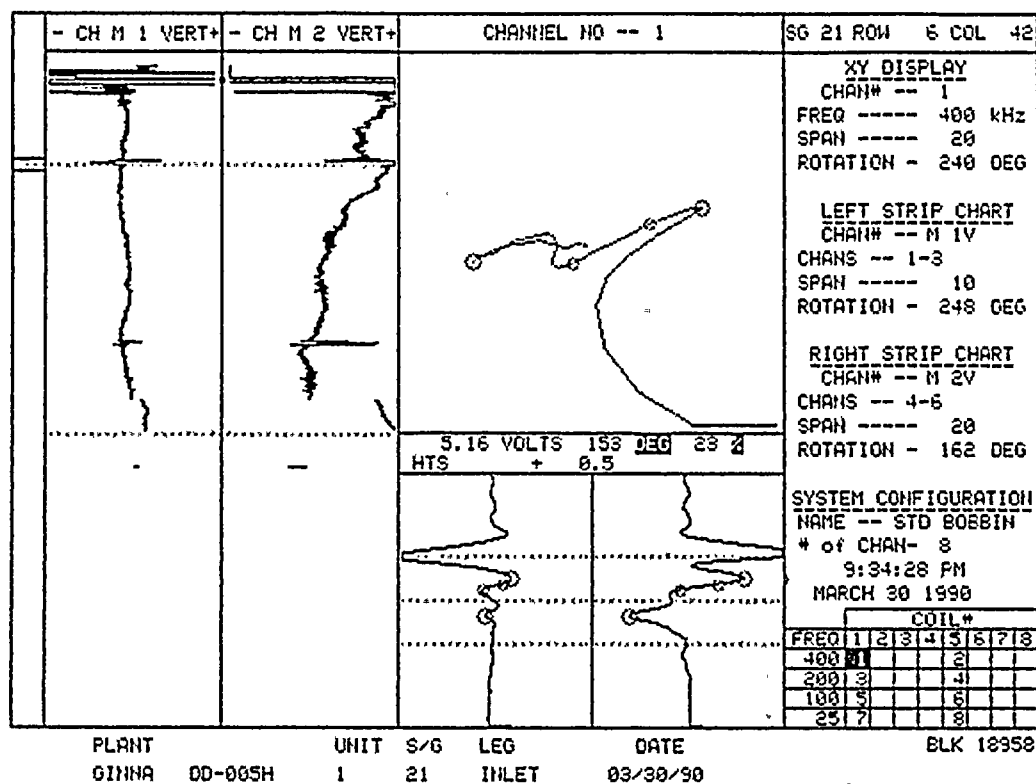 - CH M 1 VERT+ - CH M 2 VERT+ CHANNEL NO -- 1 SG 21 ROW 6 COL 42
XY DISPLAY
CHAN# -- 1
FREQ ----- 400 kHz
SPAN ----- 20
ROTATION - 240 DEG
LEFT STRIP CHART
CHAN# -- M 1V
CHANS -- 1-3
SPAN ----- 10
ROTATION - 248 DEG
RIGHT STRIP CHART
CHAN# -- M 2V
CHANS -- 4-6
SPAN ----- 20
ROTATION - 162 DEG
5.16 VOLTS 153 DEG 23 %
HTS + 0.5
SYSTEM CONFIGURATION
NAME -- STD BOBBIN
# of CHAN- 8
9:34:28 PM
MARCH 30 1990
COIL#
FREQ 1 2 3 4 5 6 7 8
400 1 2
200 3 4
100 5 6
25 7 8
PLANT UNIT S/G LEG DATE BLK 18958
GINNA DD-005H 1 21 INLET 03/30/90